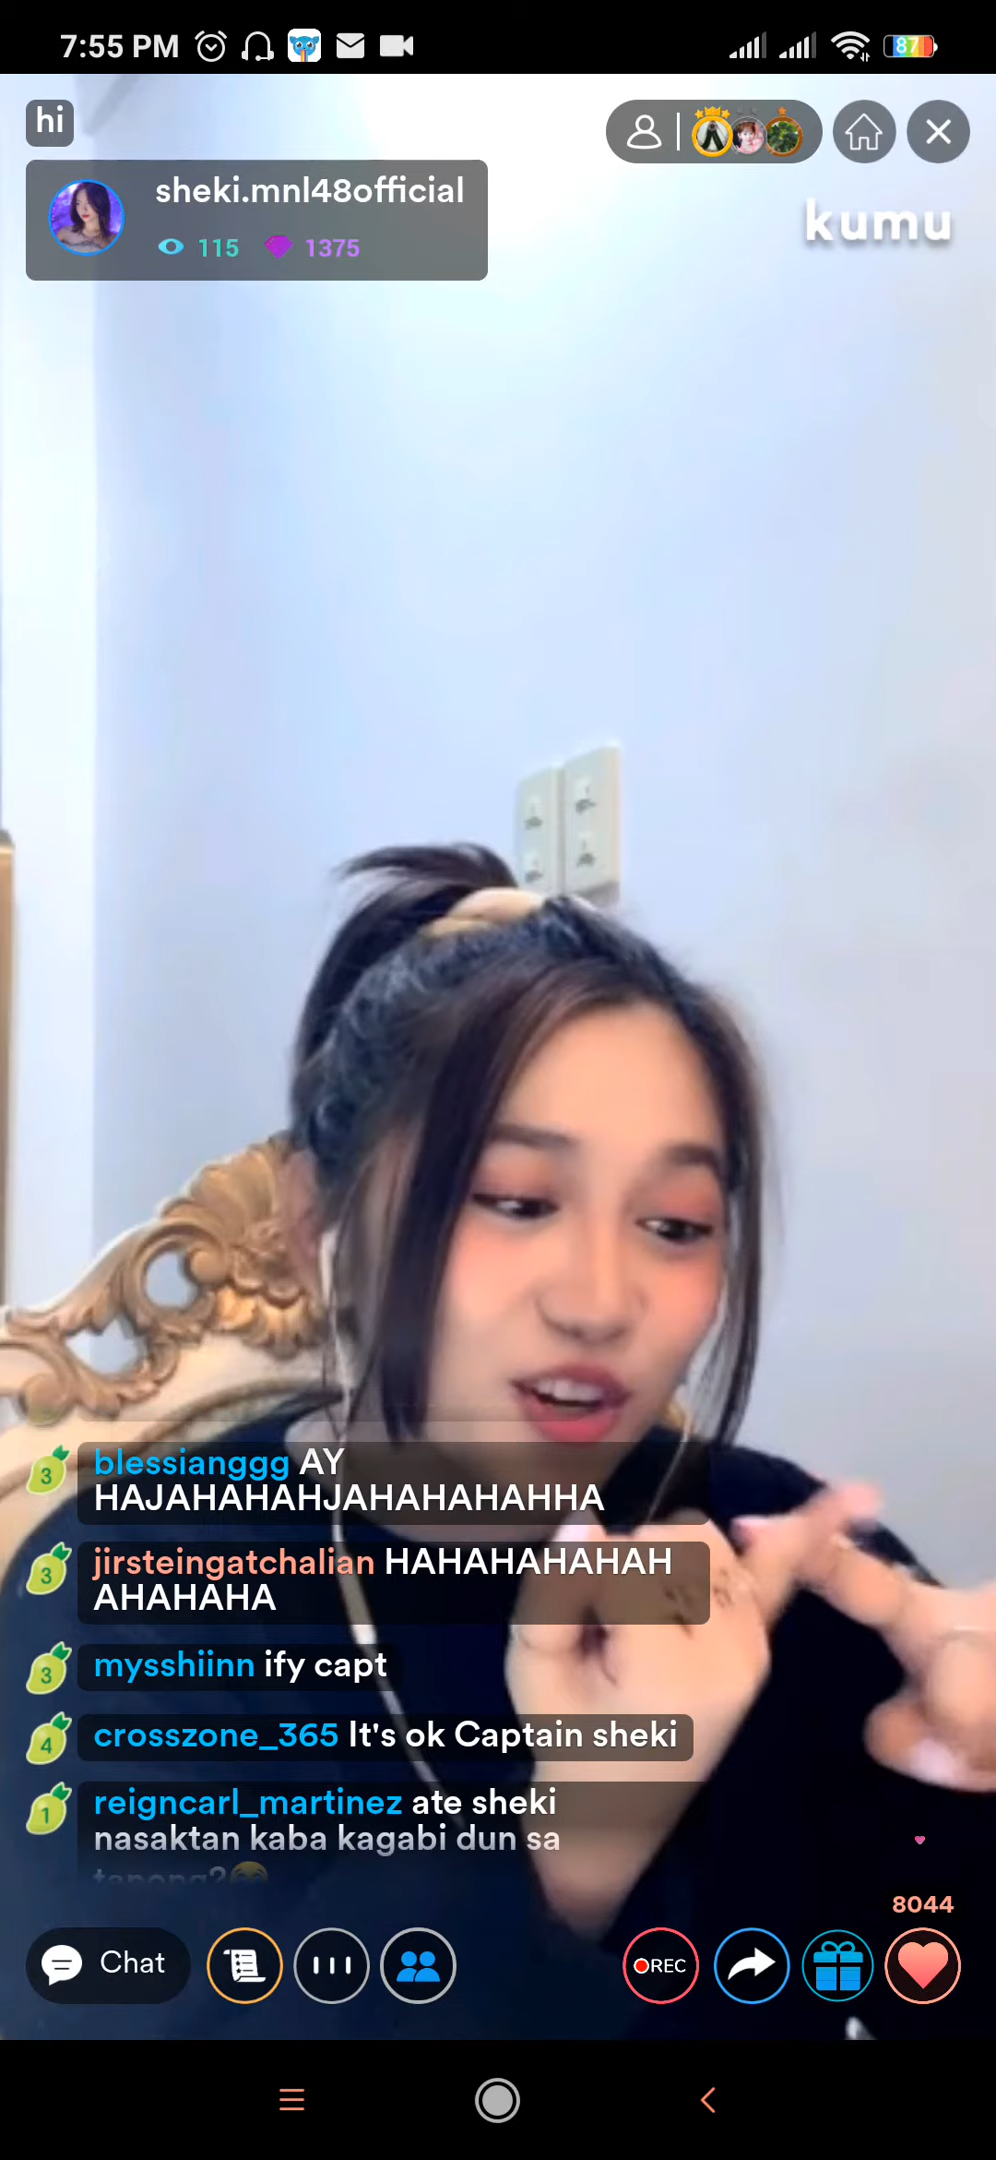 7:55 PM
87
hi
sheki.mnl48official
115 1375
kumu
3 blessianggg AY
HAJAHAHAHJAHAHAHAHHA
3 jirsteingatchalian HAHAHAHAHAH
AHAHAHA
3 mysshiinn ify capt
4 crosszone_365 It's ok Captain sheki
1 reigncarl_martinez ate sheki
nasaktan kaba kagabi dun sa
8044
Chat
REC